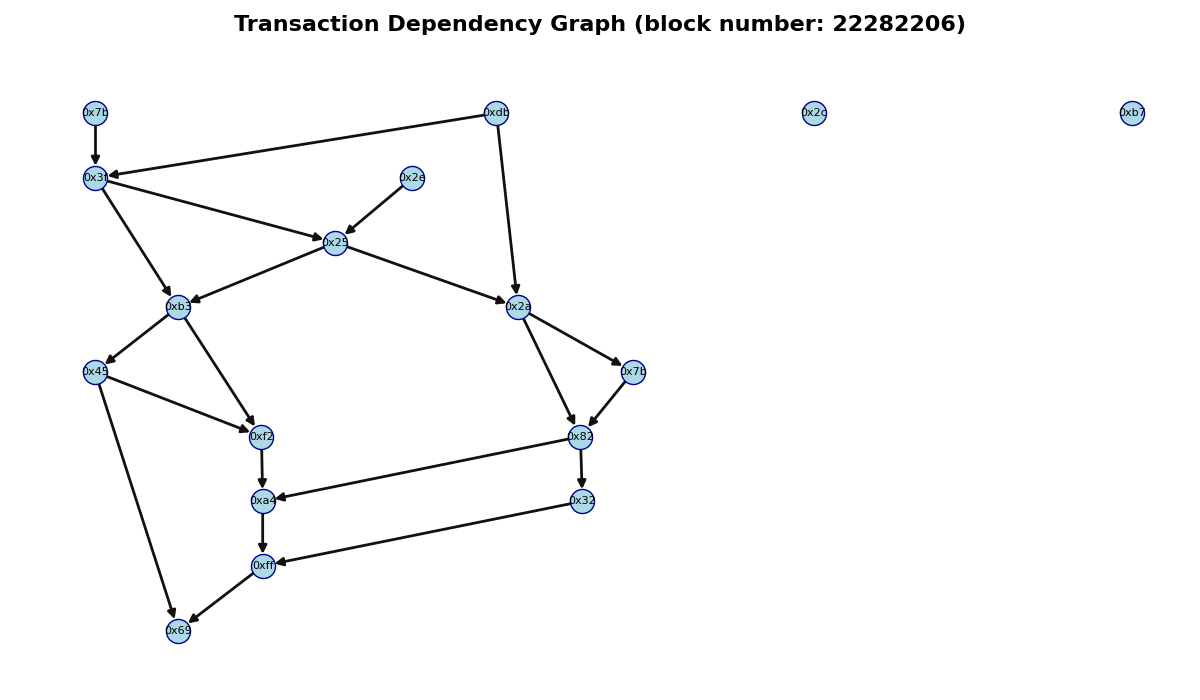 Transaction Dependency Graph (block number: 22282206)
0x7b
0xdb
0x2c
0xb7
0x3f
0x2e
0x25
0xb3
0x2a
0x45
0x7b
0xf2
0x82
0xa4
0x32
0xff
0x69